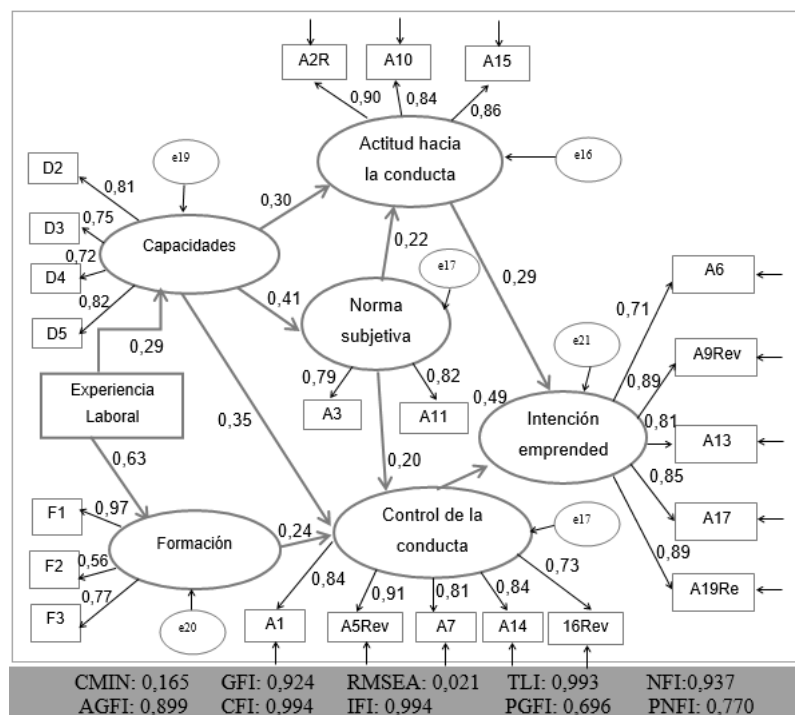 A2R A10 A15
0,90 0,84 0,86
Actitud hacia
la conducta
e16
e19
D2
0,81
D3
0,75
D4
0,72
D5
0,82
Capacidades
0,30
0,22
0,41
e17
Norma
subjetiva
0,29
0,79
0,82
A3
A11
0,29
Experiencia
Laboral
0,35
0,63
0,20
e21
0,49
Intención
emprended
A6
0,71
A9Rev
0,89
A13
0,81
A17
0,85
A19Re
0,89
F1
0,97
F2
0,56
F3
0,77
Formación
0,24
e20
Control de la
conducta
e17
0,84 0,91 0,81 0,84 0,73
A1 A5Rev A7 A14 16Rev
CMIN: 0,165 GFI: 0,924 RMSEA: 0,021 TLI: 0,993 NFI:0,937
AGFI: 0,899 CFI: 0,994 IFI: 0,994 PGFI: 0,696 PNFI: 0,770